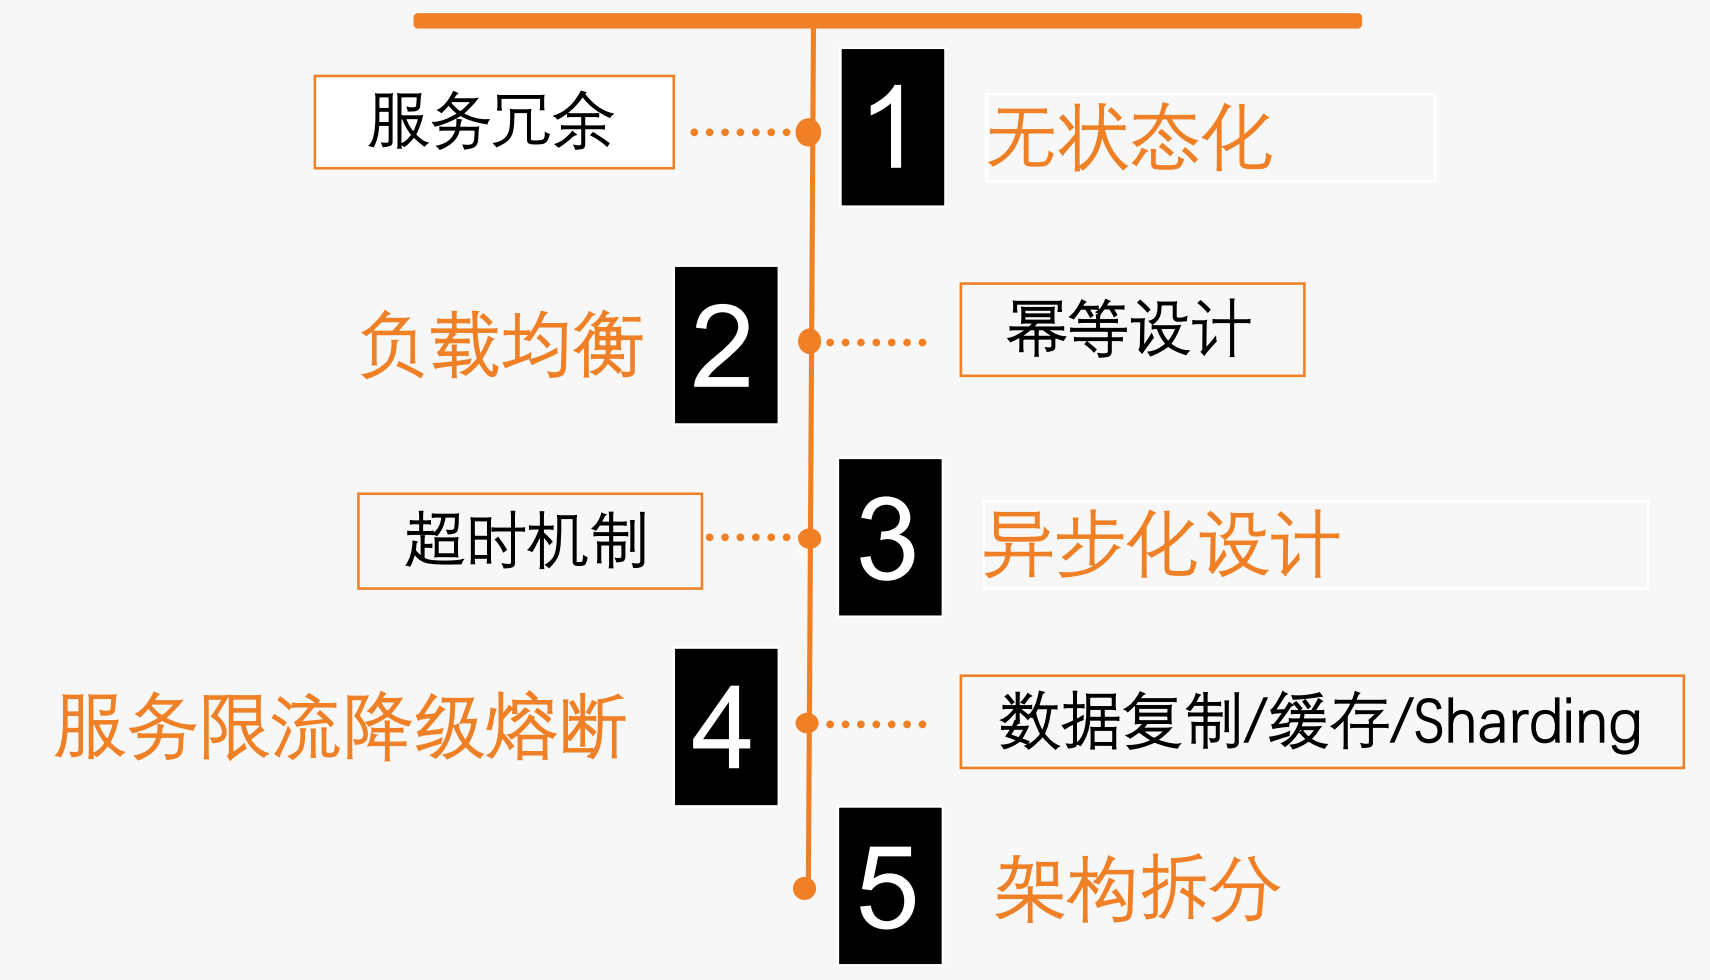 服务冗余
1
无状态化
负载均衡
2
幂等设计
超时机制
3
异步化设计
服务限流降级熔断
4
数据复制/缓存/Sharding
5
架构拆分